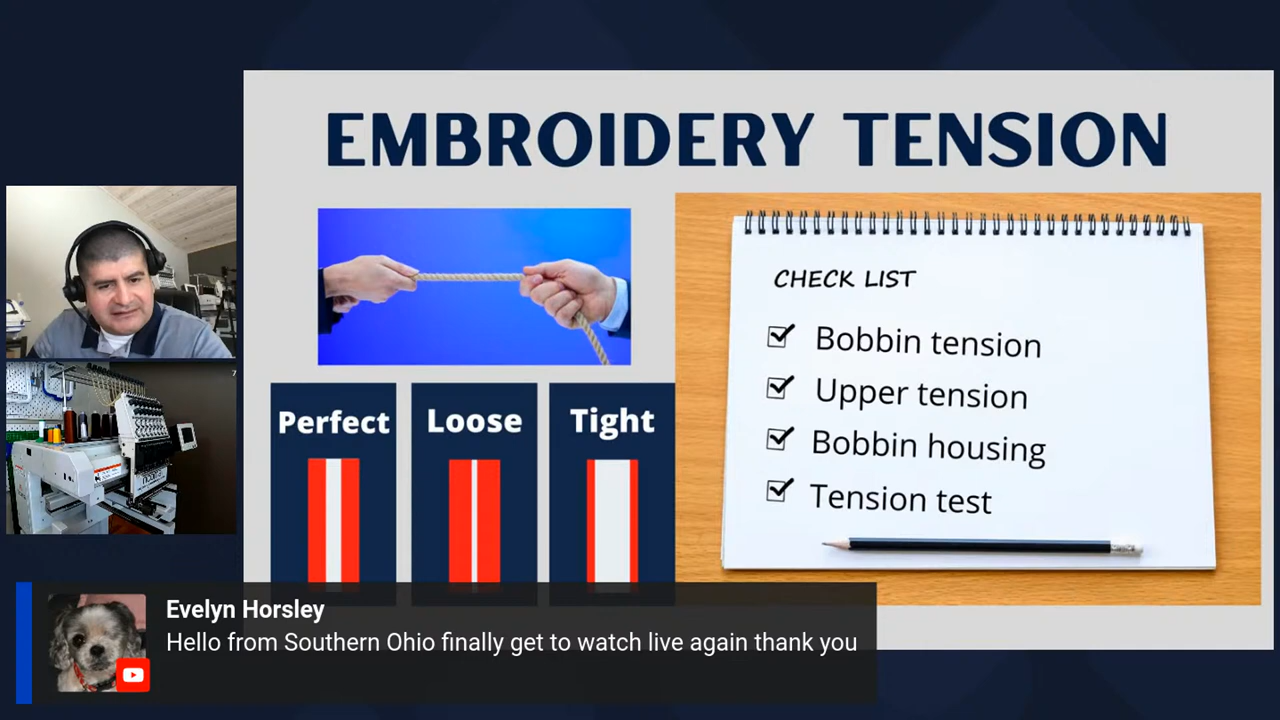 EMBROIDERY TENSION
CHECK LIST
Bobbin tension
Upper tension
Bobbin housing
Tension test
Perfect
Loose
Tight
Evelyn Horsley
Hello from Southern Ohio finally get to watch live again thank you